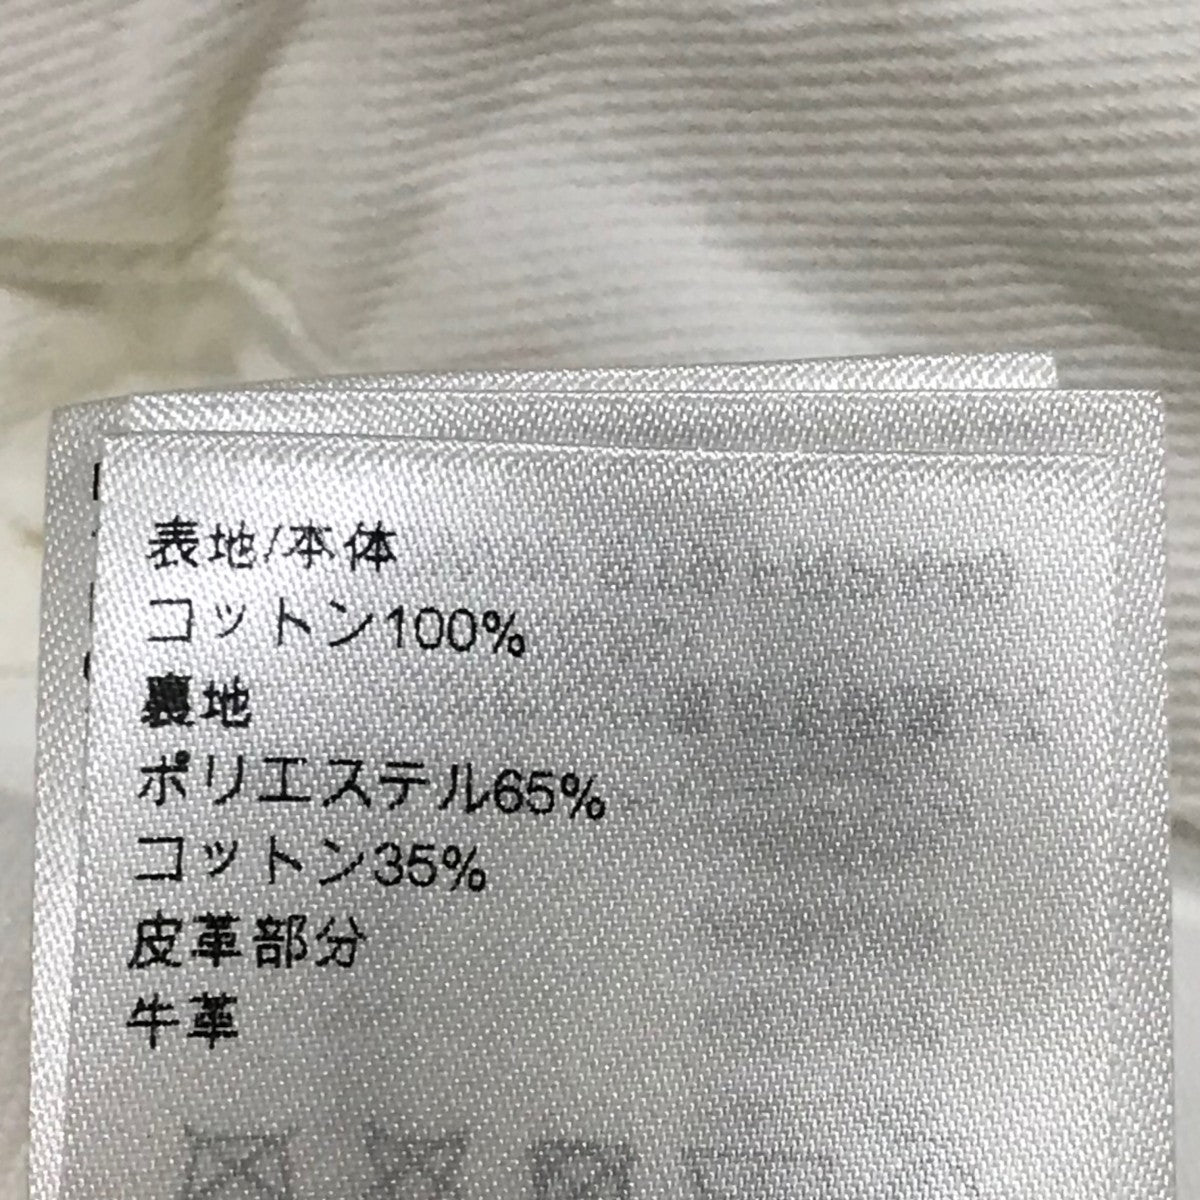 表地/本体
コットン100%
裏地
ポリエステル65%
コットン35%
皮革部分
牛革